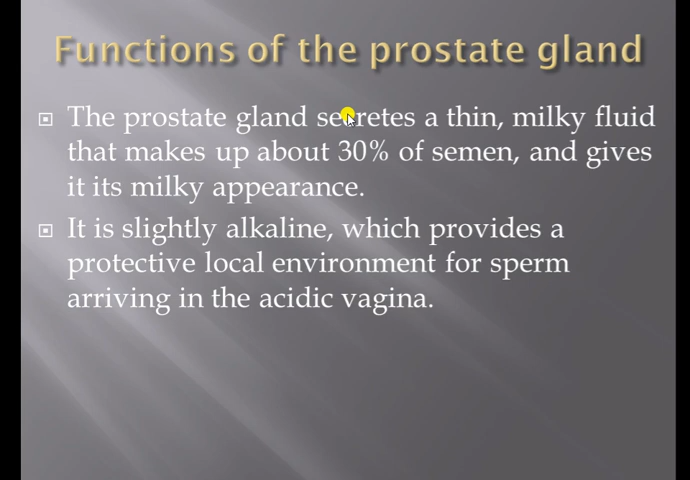 Functions of the prostate gland
The prostate gland secretes a thin, milky fluid
that makes up about 30% of semen, and gives
it its milky appearance.
It is slightly alkaline, which provides a
protective local environment for sperm
arriving in the acidic vagina.